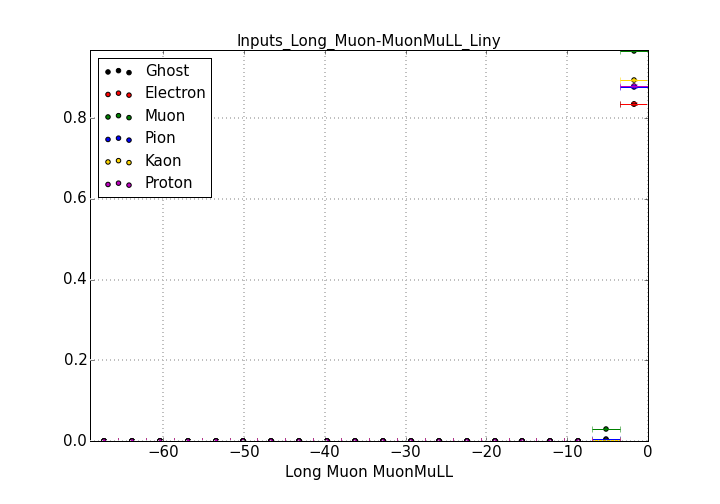 Inputs_Long_Muon-MuonMuLL_Liny
Ghost
Electron
Muon
Pion
Kaon
Proton
0.8
0.6
0.4
0.2
0.0
−60 −50 −40 −30 −20 −10 0
Long Muon MuonMuLL